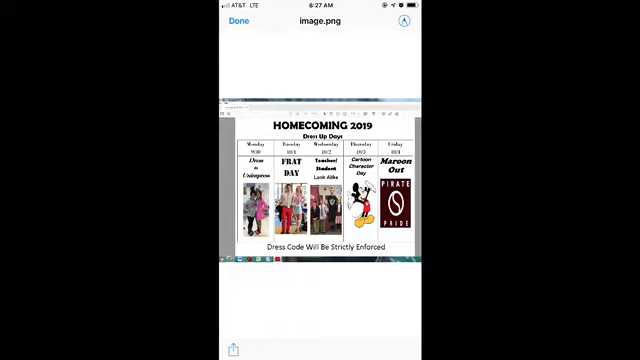 AT&T LTE 8:27 AM
Done image.png
HOMECOMING 2019
Dress Up Days
Monday Tuesday Wednesday Thursday Friday
9/30 10/1 10/2 10/3 10/4
Dress
to
Unimpress
FRAT
DAY
Teacher/
Student
Look Alike
Cartoon
Character
Day
Maroon
Out
PIRATE
PRIDE
Dress Code Will Be Strictly Enforced